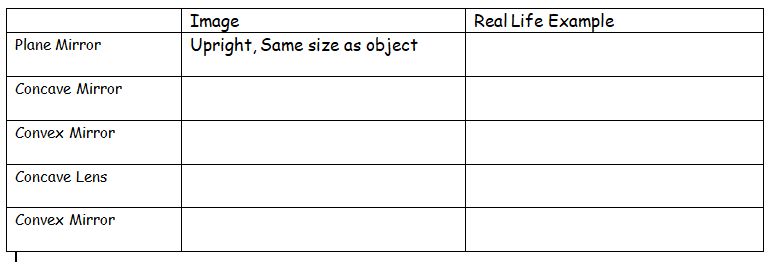 Image Real Life Example
Plane Mirror Upright, Same size as object
Concave Mirror
Convex Mirror
Concave Lens
Convex Mirror